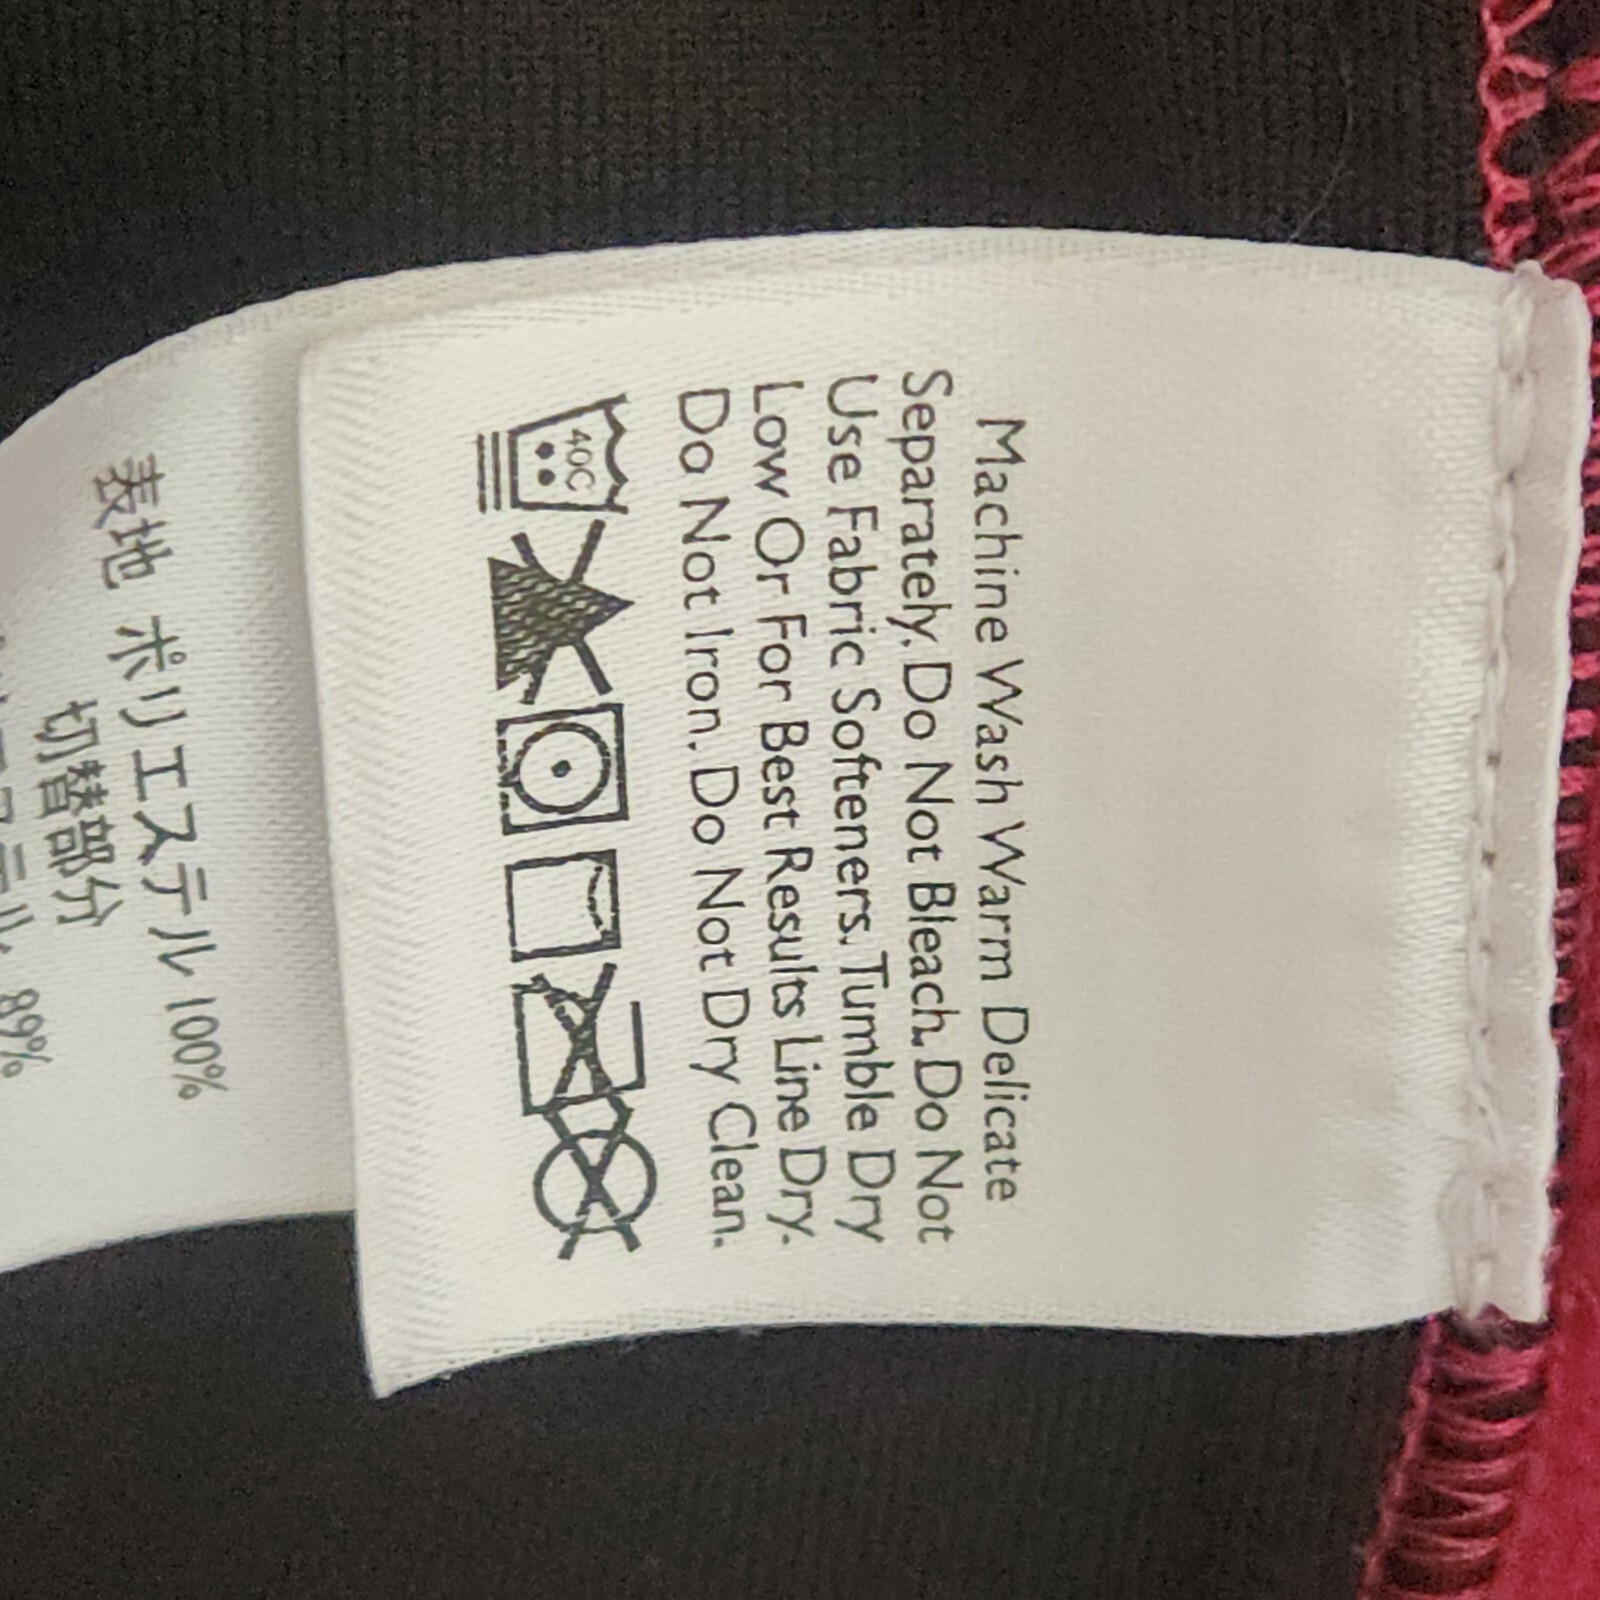 Machine Wash Warm Delicate
Separately. Do Not Bleach. Do Not
Use Fabric Softeners. Tumble Dry
Low Or For Best Results Line Dry.
Do Not Iron. Do Not Dry Clean.
40C
表地 ポリエステル 100%
切替部分
89%